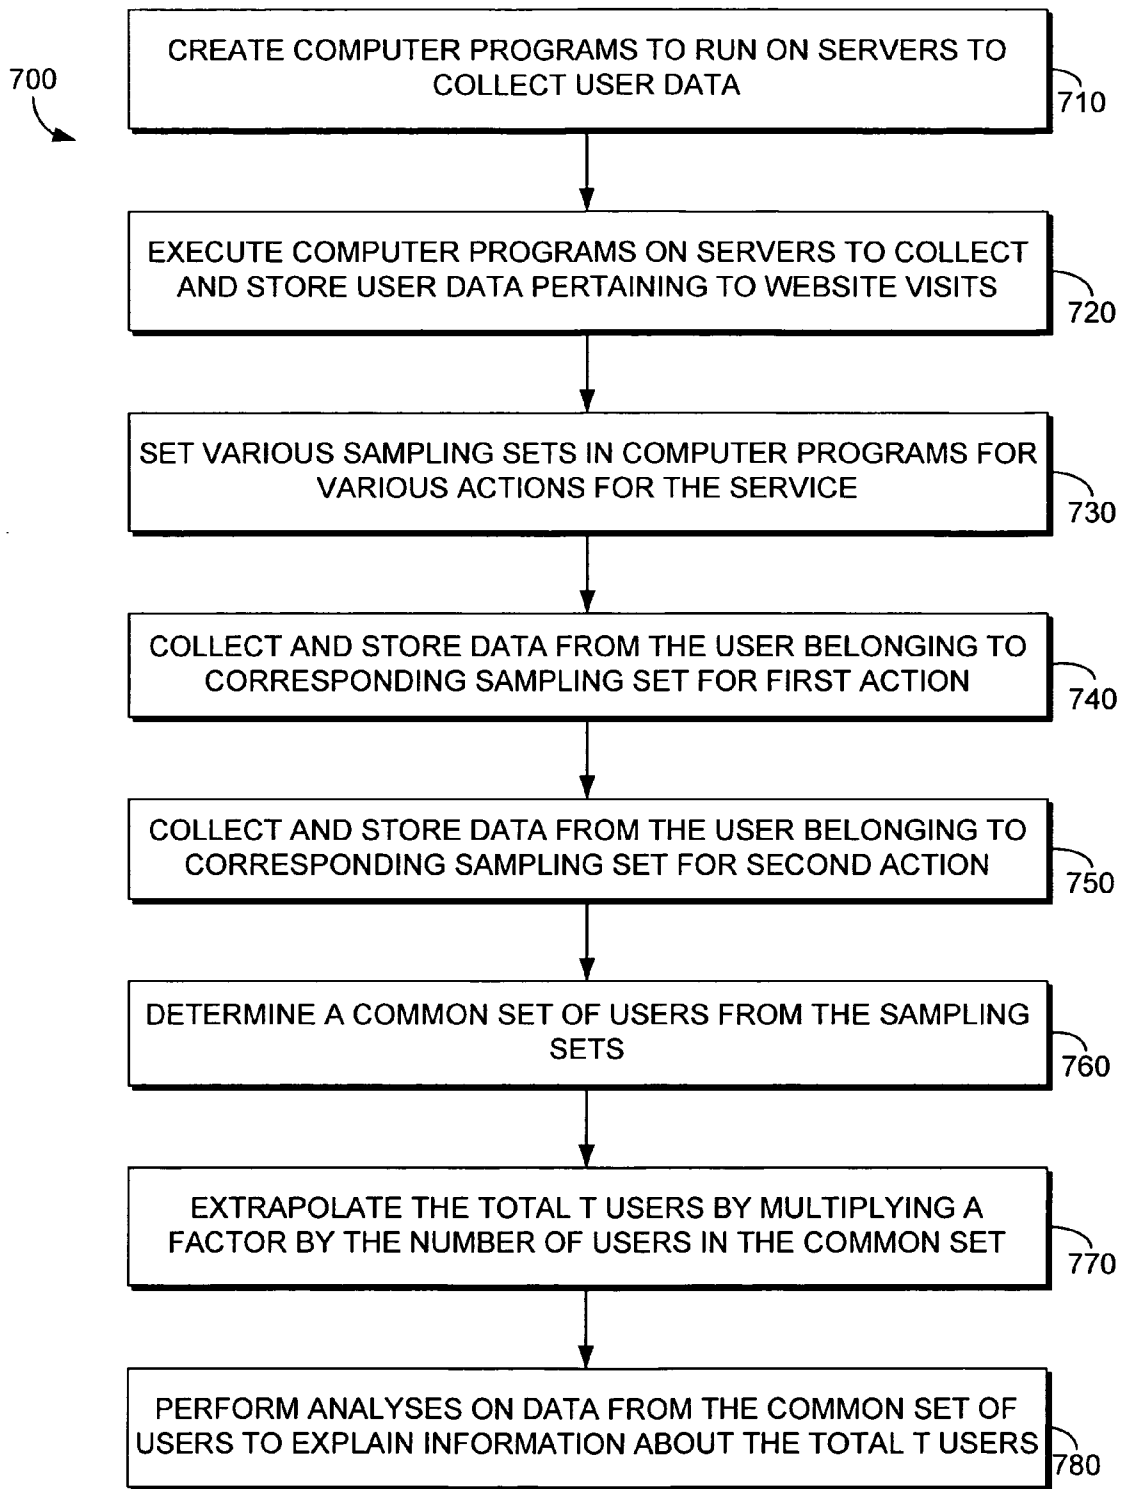 700
CREATE COMPUTER PROGRAMS TO RUN ON SERVERS TO
COLLECT USER DATA
710
EXECUTE COMPUTER PROGRAMS ON SERVERS TO COLLECT
AND STORE USER DATA PERTAINING TO WEBSITE VISITS
720
SET VARIOUS SAMPLING SETS IN COMPUTER PROGRAMS FOR
VARIOUS ACTIONS FOR THE SERVICE
730
COLLECT AND STORE DATA FROM THE USER BELONGING TO
CORRESPONDING SAMPLING SET FOR FIRST ACTION
740
COLLECT AND STORE DATA FROM THE USER BELONGING TO
CORRESPONDING SAMPLING SET FOR SECOND ACTION
750
DETERMINE A COMMON SET OF USERS FROM THE SAMPLING
SETS
760
EXTRAPOLATE THE TOTAL T USERS BY MULTIPLYING A
FACTOR BY THE NUMBER OF USERS IN THE COMMON SET
770
PERFORM ANALYSES ON DATA FROM THE COMMON SET OF
USERS TO EXPLAIN INFORMATION ABOUT THE TOTAL T USERS
780